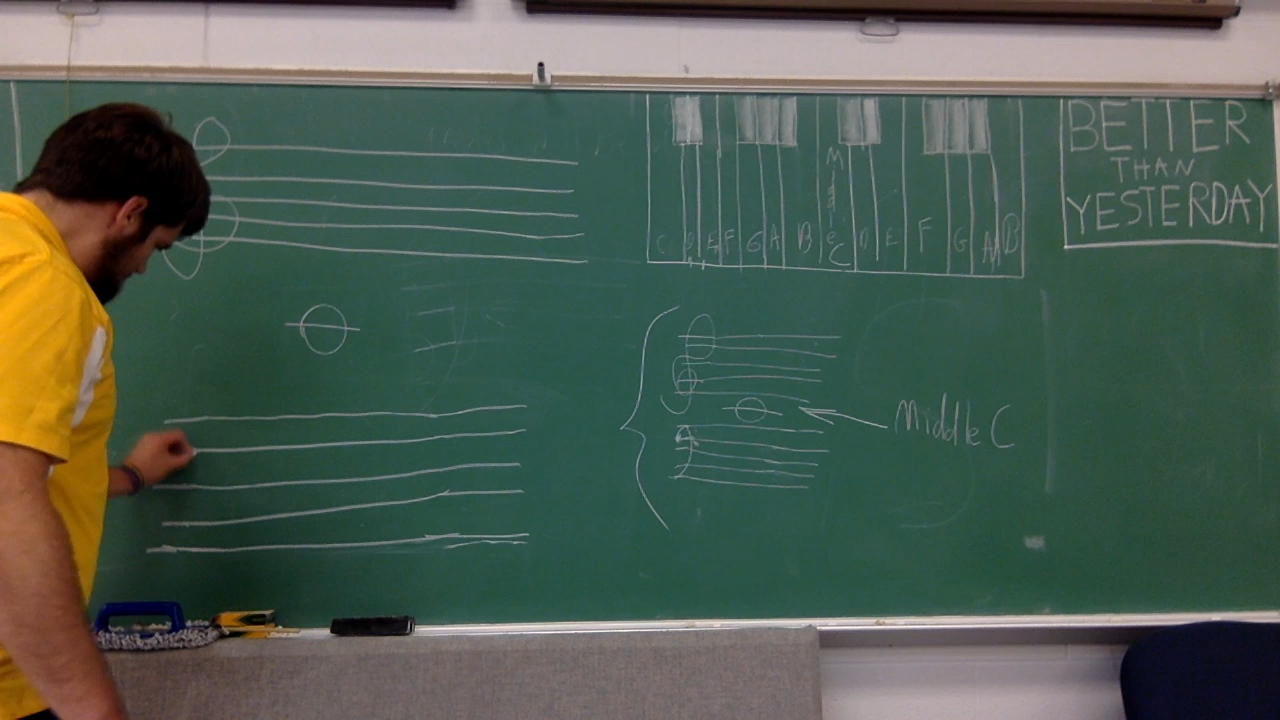 BETTER
THAN
YESTERDAY
Middle C
C D E F G A B C D E F G A B
Middle C